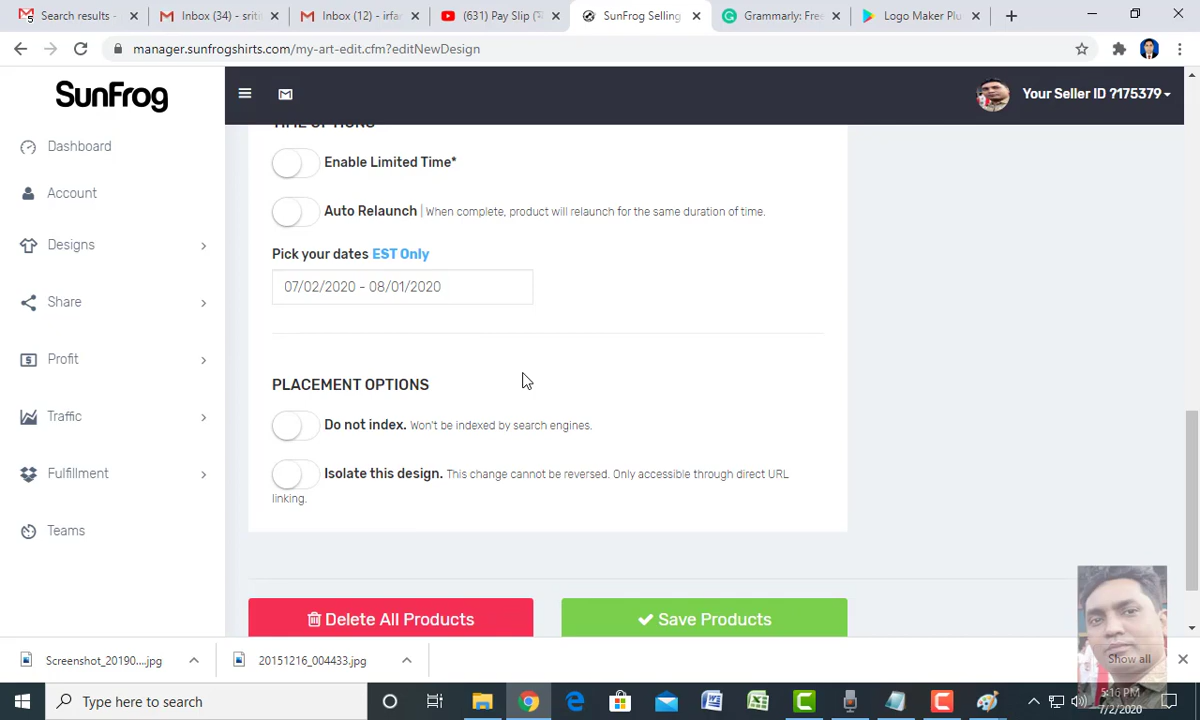 Search results -
Inbox (34) - srit
Inbox (12) - irfa
(631) Pay Slip
SunFrog Selling
Grammarly: Free
Logo Maker Plu
manager.sunfrogshirts.com/my-art-edit.cfm?editNewDesign
SunFrog
Your Seller ID ?175379
Dashboard
Account
Designs
Share
Profit
Traffic
Fulfillment
Teams
TIME OPTIONS
Enable Limited Time*
Auto Relaunch | When complete, product will relaunch for the same duration of time.
Pick your dates EST Only
07/02/2020 - 08/01/2020
PLACEMENT OPTIONS
Do not index. Won't be indexed by search engines.
Isolate this design. This change cannot be reversed. Only accessible through direct URL
linking.
Delete All Products
Save Products
Screenshot_20190....jpg
20151216_004433.jpg
Show all
Type here to search
5:16 PM
7/2/2020